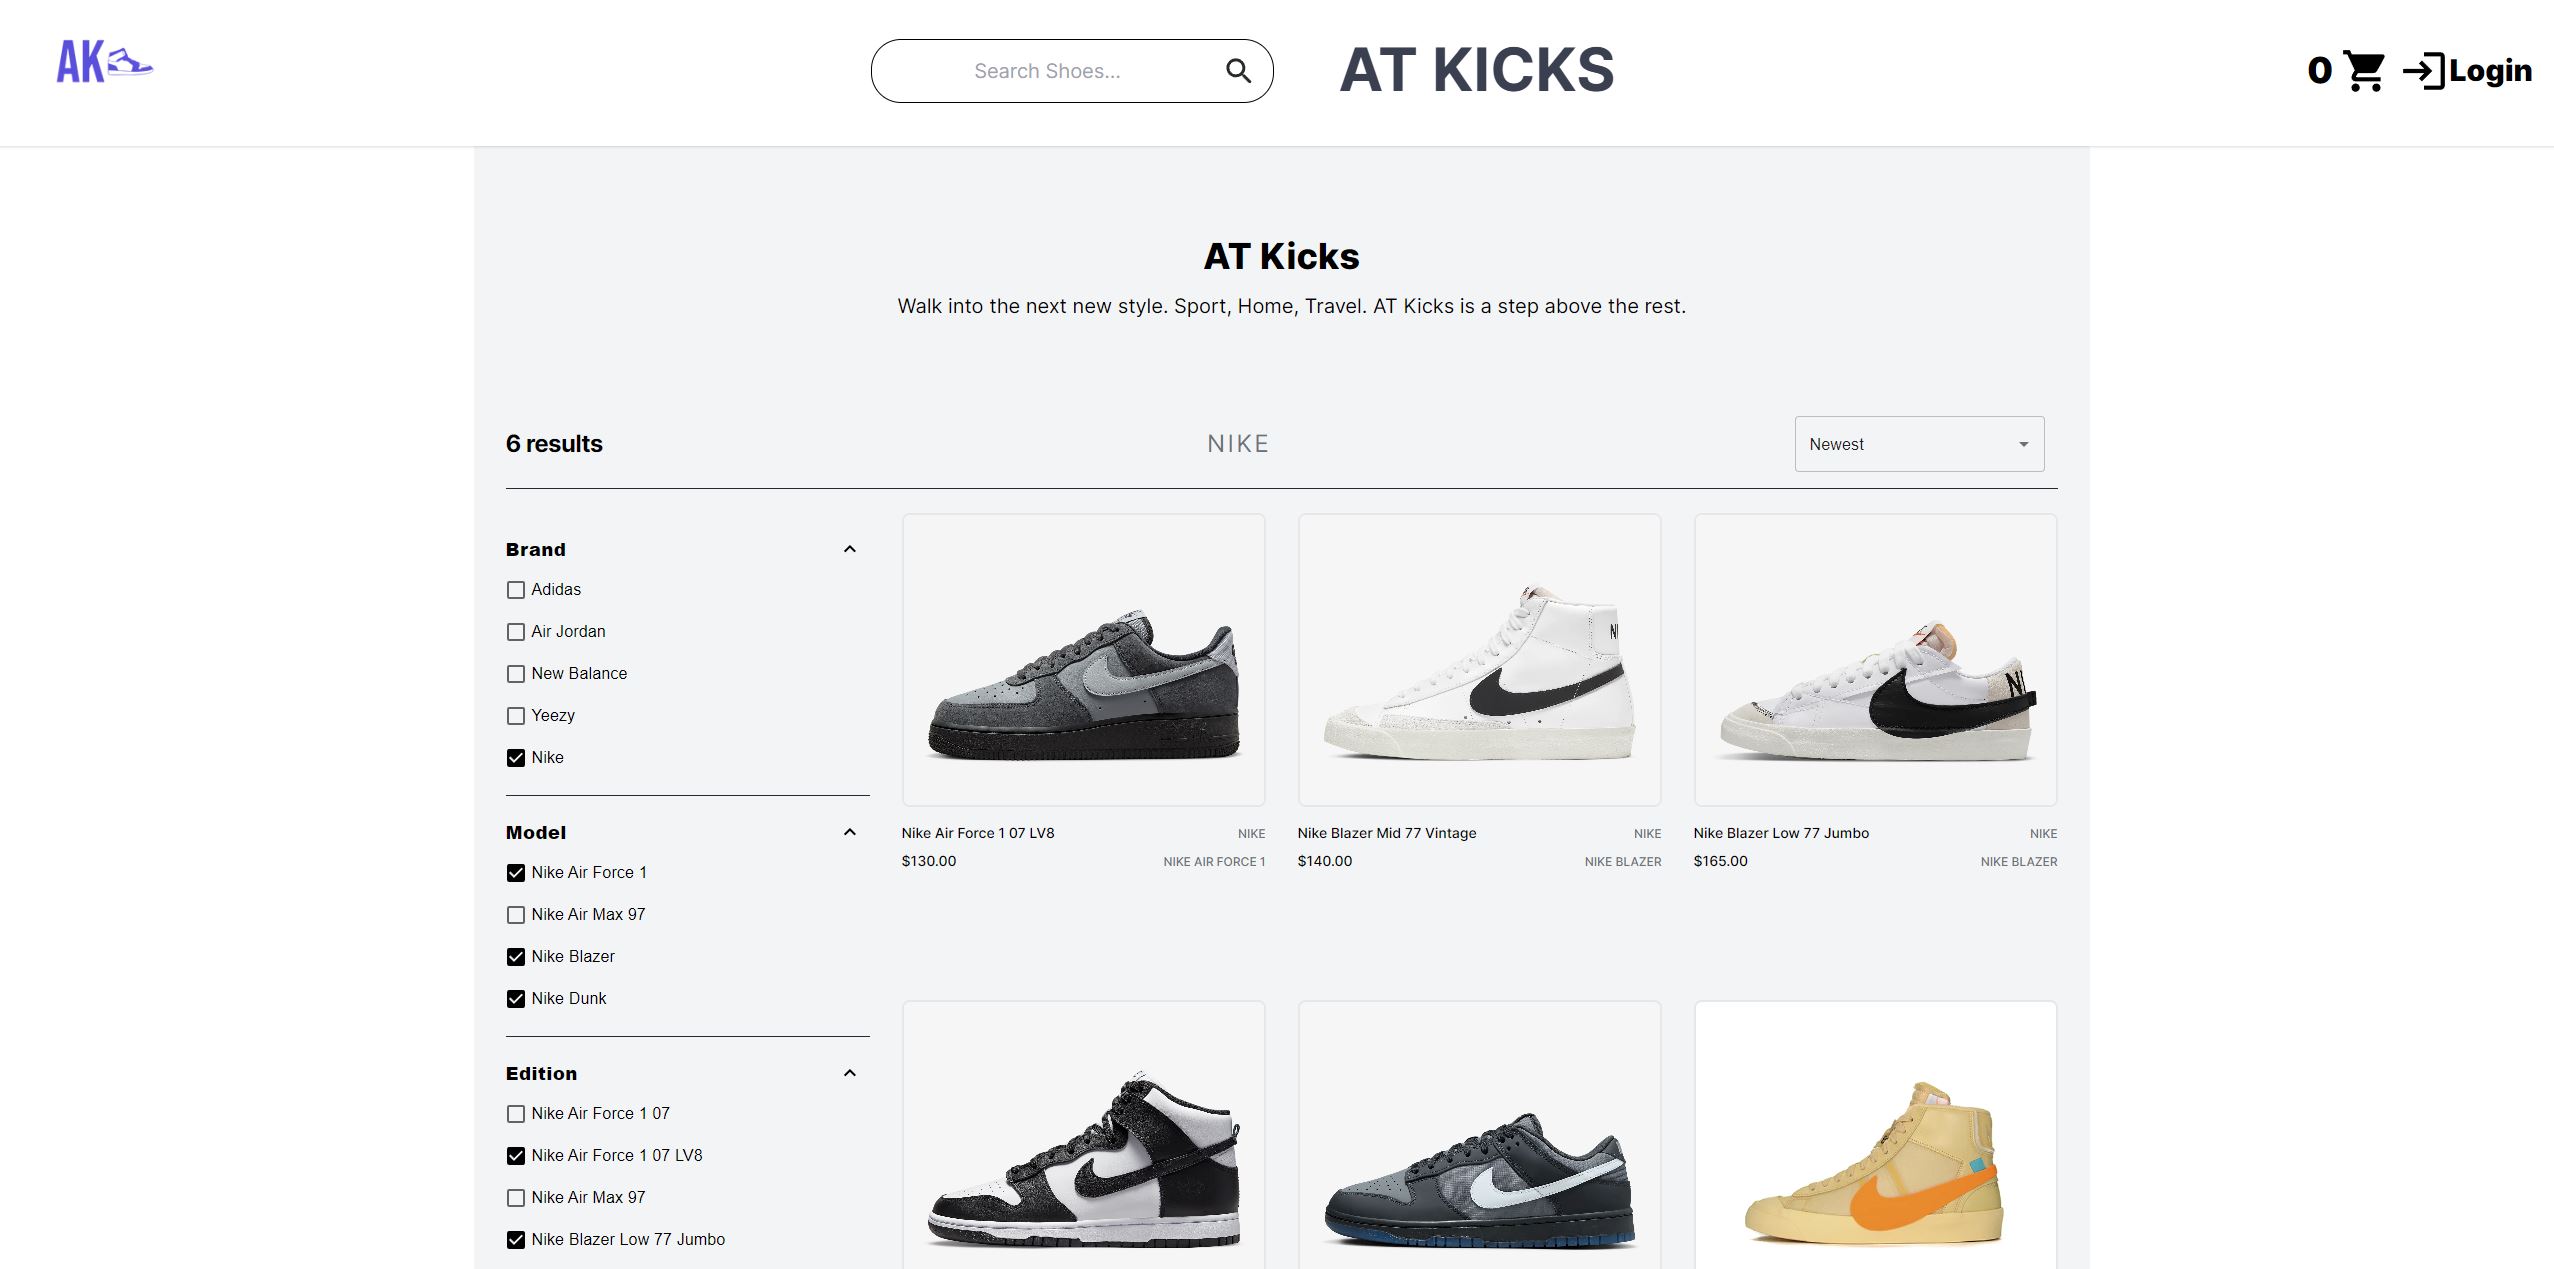 AK
Search Shoes...
AT KICKS
0
Login
AT Kicks
Walk into the next new style. Sport, Home, Travel. AT Kicks is a step above the rest.
6 results
NIKE
Newest
Brand
Adidas
Air Jordan
New Balance
Yeezy
Nike
Model
Nike Air Force 1
Nike Air Max 97
Nike Blazer
Nike Dunk
Edition
Nike Air Force 1 07
Nike Air Force 1 07 LV8
Nike Air Max 97
Nike Blazer Low 77 Jumbo
Nike Air Force 1 07 LV8 NIKE
$130.00 NIKE AIR FORCE 1
Nike Blazer Mid 77 Vintage NIKE
$140.00 NIKE BLAZER
Nike Blazer Low 77 Jumbo NIKE
$165.00 NIKE BLAZER